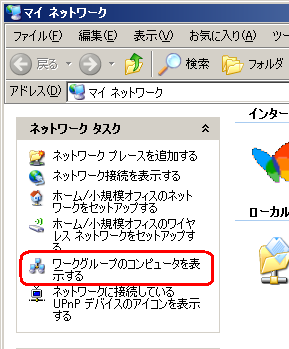 マイ ネットワーク
ファイル(F) 編集(E) 表示(V) お気に入り(A) ツー
戻る 検索 フォルダ
アドレス(D) マイ ネットワーク
ネットワーク タスク
ネットワーク プレースを追加する
ネットワーク接続を表示する
ホーム/小規模オフィスのネット
ワークをセットアップする
ホーム/小規模オフィスのワイヤ
レス ネットワークをセットアップす
る
ワークグループのコンピュータを表
示する
ネットワークに接続している
UPnP デバイスのアイコンを表示
する
インター
ローカル